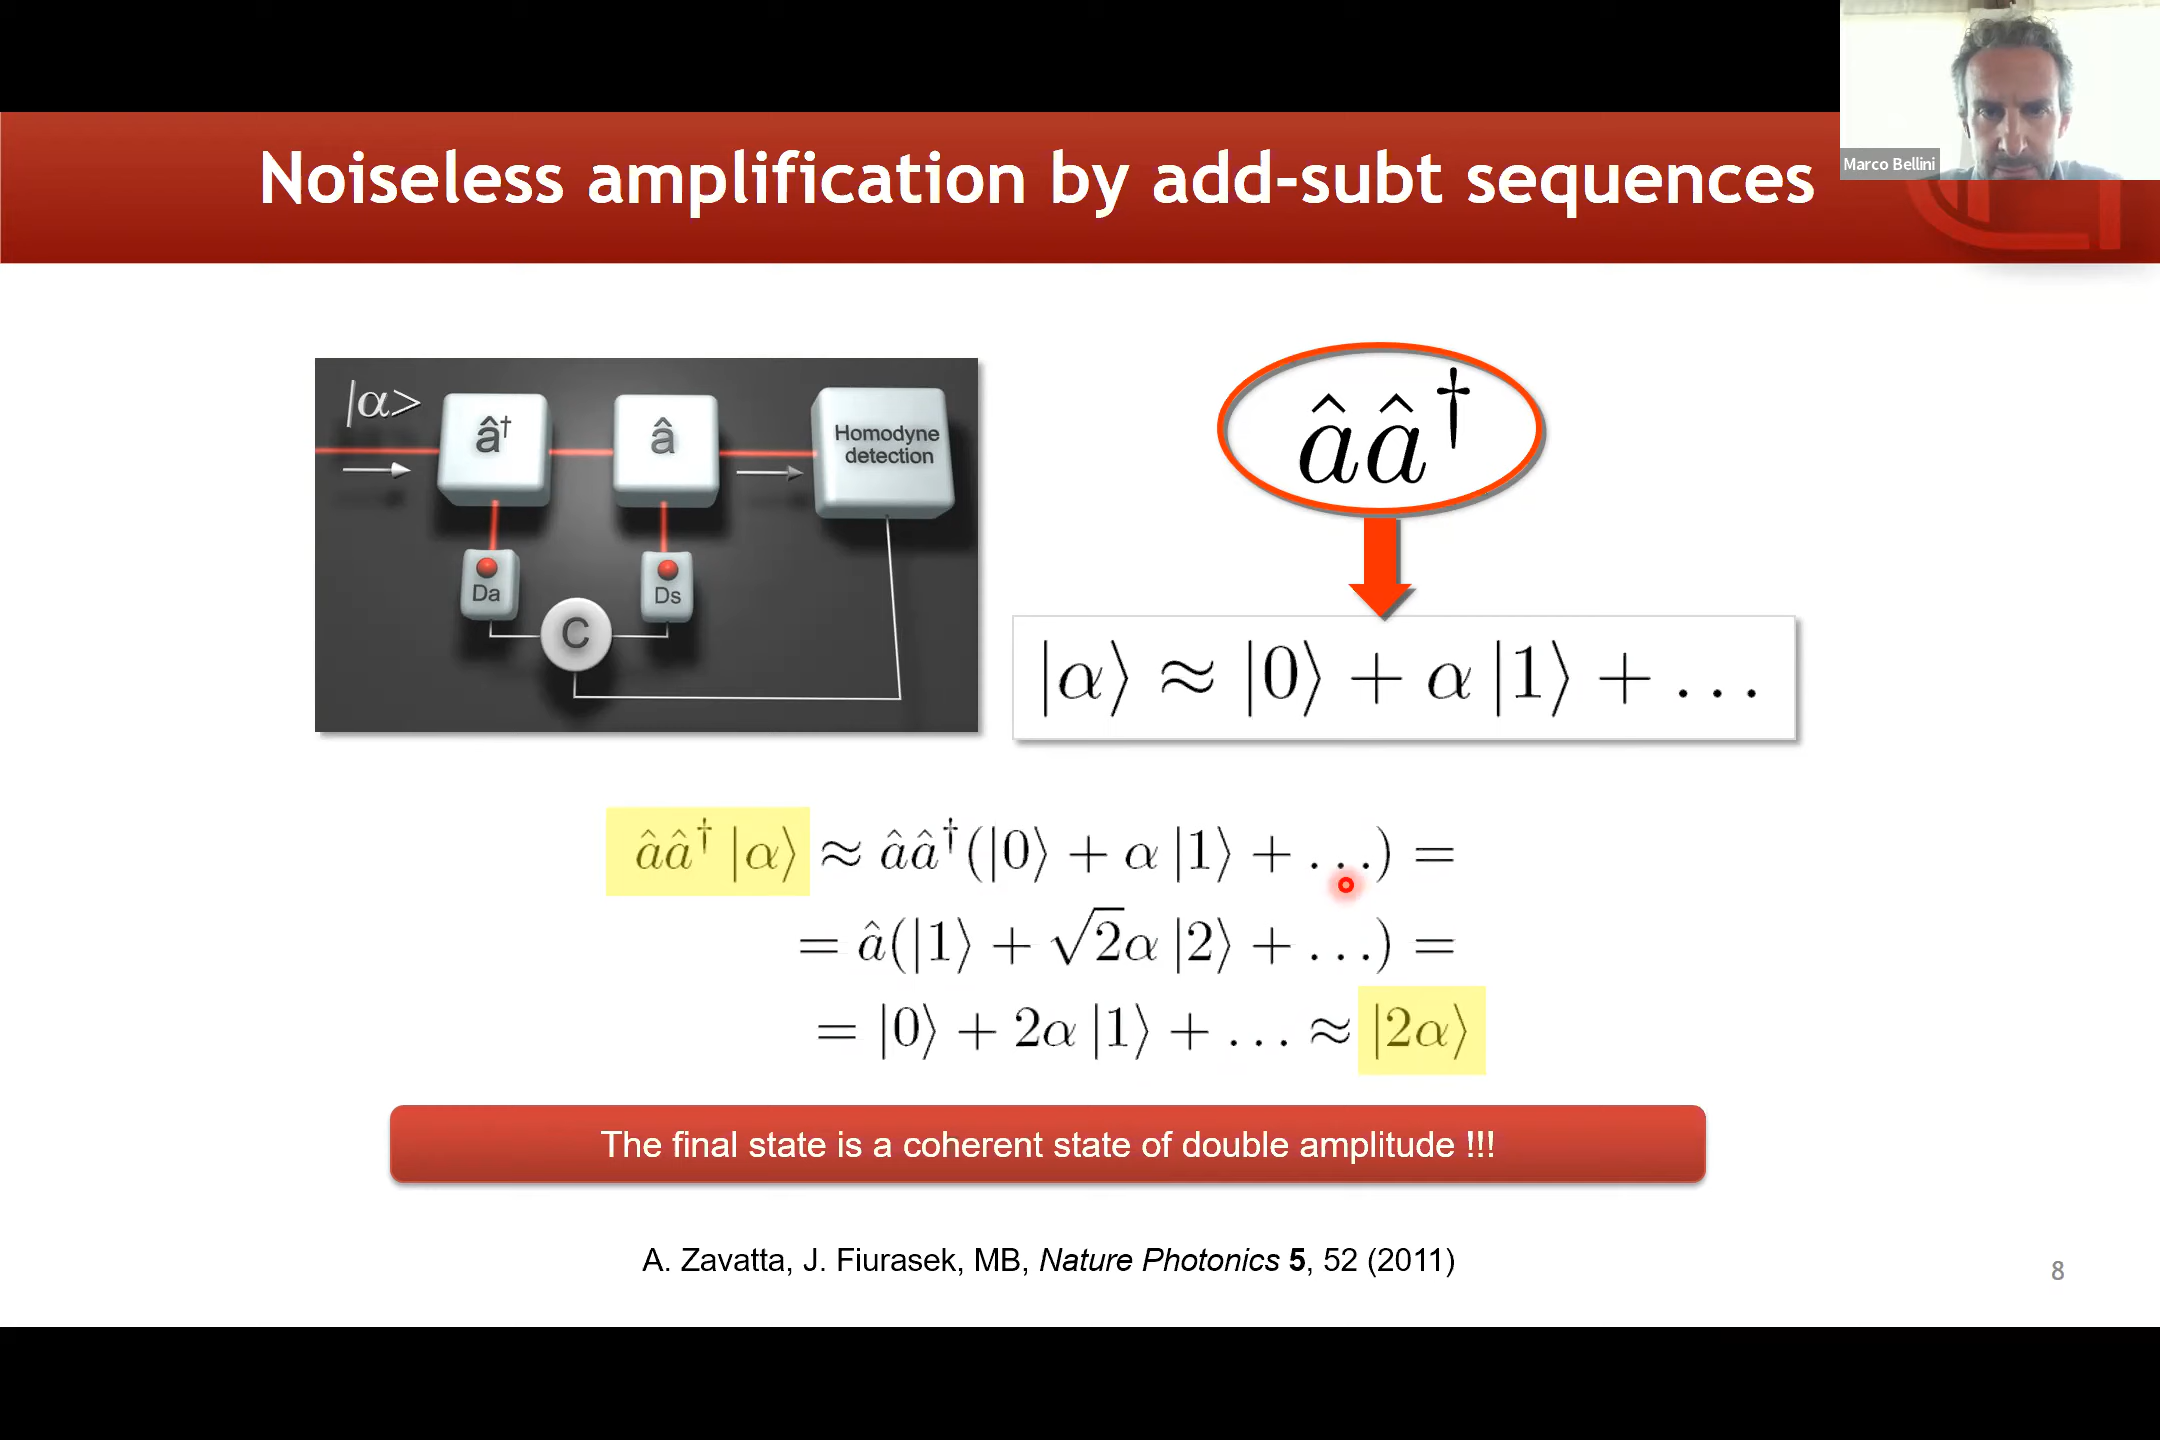 Marco Bellini
Noiseless amplification by add-subt sequences
|α>
â†
â
Homodyne
detection
Da
Ds
C
ââ†
|α⟩ ≈ |0⟩ + α |1⟩ + ...
ââ† |α⟩ ≈ ââ†(|0⟩ + α |1⟩ + ...) =
= â(|1⟩ + √2α |2⟩ + ...) =
= |0⟩ + 2α |1⟩ + ... ≈ |2α⟩
The final state is a coherent state of double amplitude !!!
A. Zavatta, J. Fiurasek, MB, Nature Photonics 5, 52 (2011)
8